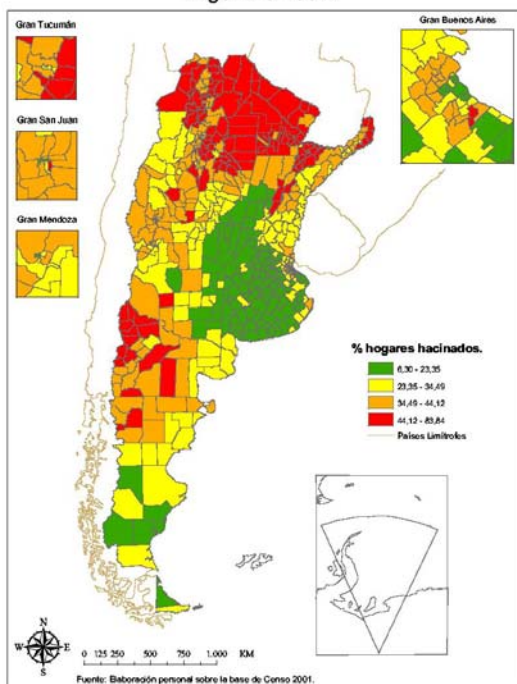 Gran Tucumán
Gran Buenos Aires
Gran San Juan
Gran Mendoza
% hogares hacinados.
6,30 - 23,35
23,35 - 34,49
34,49 - 44,12
44,12 - 83,84
Países Limítrofes
N
W E
S
0 125 250 500 750 1.000 KM
Fuente: Elaboración personal sobre la base de Censo 2001.